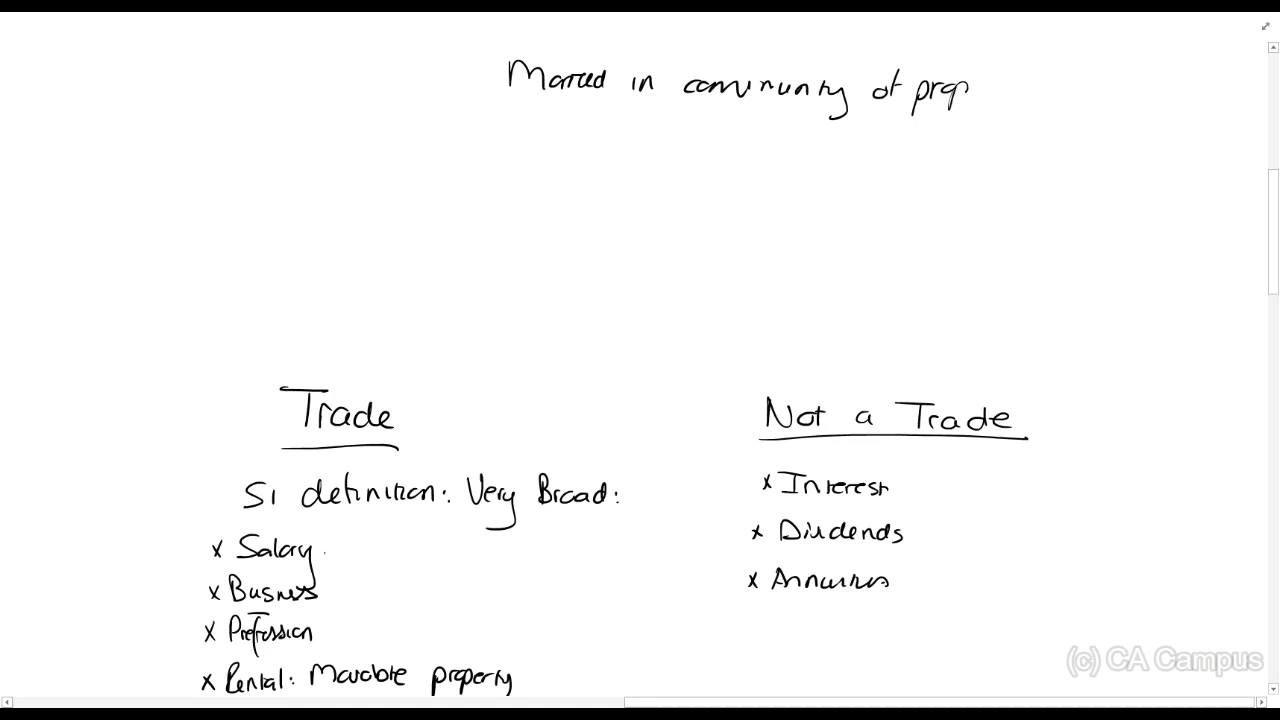 Married in community of prop
Trade
S1 definition: Very Broad:
x Salary
x Business
x Profession
x Rental: Movable property
Not a Trade
x Interest
x Dividends
x Annuities
(c) CA Campus